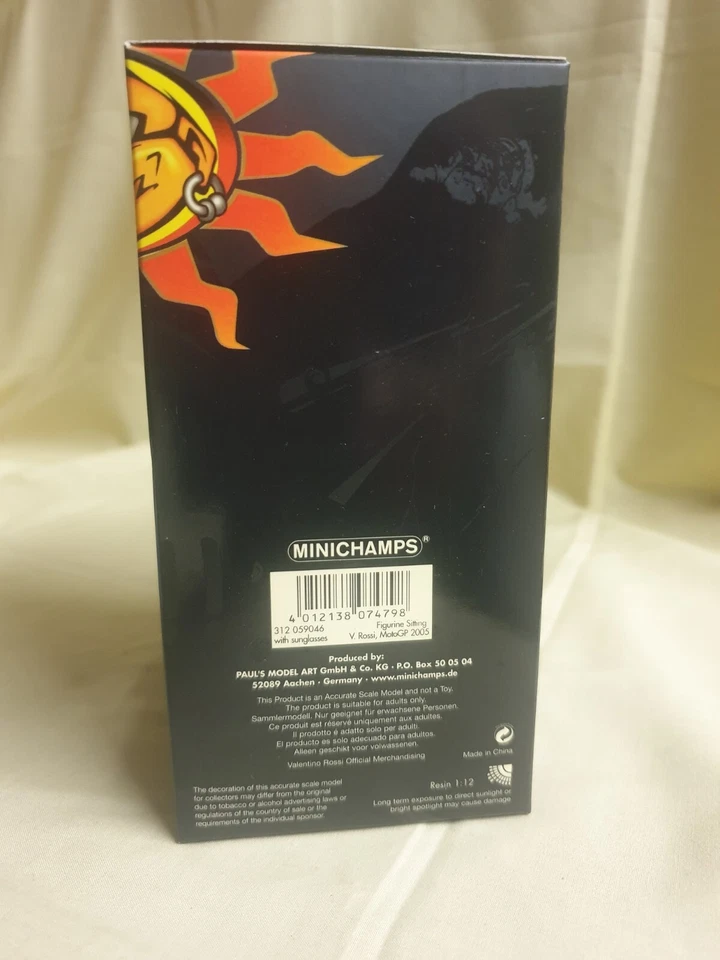 MINICHAMPS®
4 012138 074798
312 059046 Figurine Sitting
with sunglasses V. Rossi, MotoGP 2005
Produced by:
PAUL'S MODEL ART GmbH & Co. KG · P.O. Box 50 05 04
52089 Aachen · Germany · www.minichamps.de
This Product is an Accurate Scale Model and not a Toy.
The product is suitable for adults only.
Sammlermodell. Nur geeignet für erwachsene Personen.
Ce produit est réservé uniquement aux adultes.
Il prodotto è adatto solo per adulti.
El producto es solo adecuado para adultos.
Alleen geschikt voor volwassenen.
Valentino Rossi Official Merchandising
Made in China
The decoration of this accurate scale model
for collectors may differ from the original
due to tobacco or alcohol advertising laws or
regulations of the country of sale or the
requirements of the individual sponsor.
Resin 1:12
Long term exposure to direct sunlight or
bright spotlight may cause damage